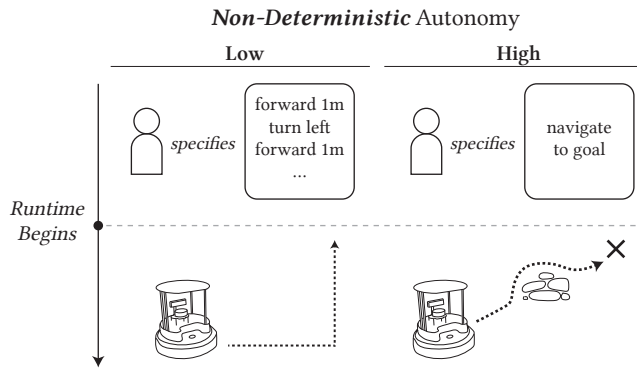 Non-Deterministic Autonomy
Low
High
specifies
forward 1m
turn left
forward 1m
...
specifies
navigate
to goal
Runtime
Begins